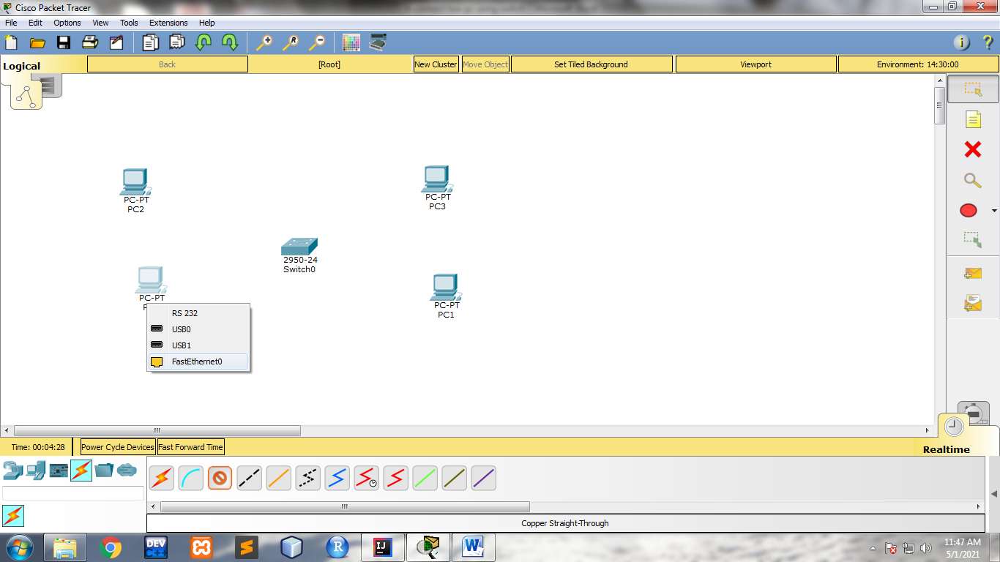 Cisco Packet Tracer
File Edit Options View Tools Extensions Help
R
i ?
Logical
Back
[Root]
New Cluster
Move Object
Set Tiled Background
Viewport
Environment: 14:30:00
PC-PT
PC2
PC-PT
PC3
2950-24
Switch0
PC-PT
PC-PT
PC1
RS 232
USB0
USB1
FastEthernet0
Time: 00:04:28
Power Cycle Devices
Fast Forward Time
Realtime
Copper Straight-Through
DEV
C++
R
IJ
W
11:47 AM
5/1/2021